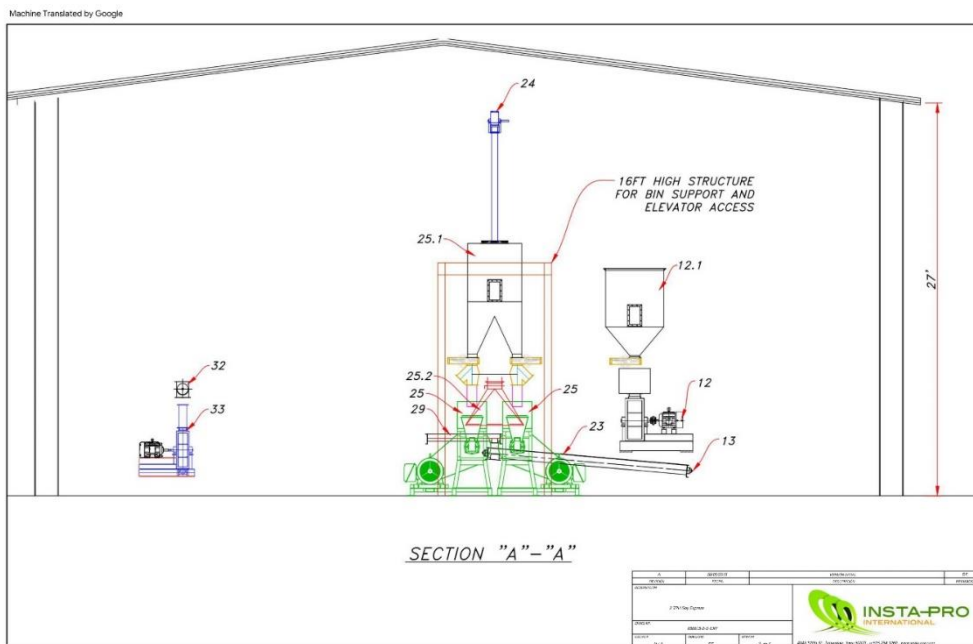 Machine Translated by Google
24
16FT HIGH STRUCTURE
FOR BIN SUPPORT AND
ELEVATOR ACCESS
25.1
12.1
27'
32
25.2
25
25
12
33
29
23
13
SECTION "A"-"A"
INSTA-PRO
INTERNATIONAL